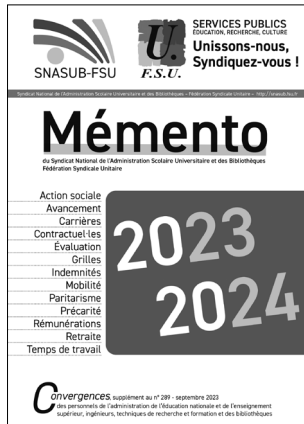 SNASUB-FSU
U.
F.S.U.
SERVICES PUBLICS
ÉDUCATION, RECHERCHE, CULTURE
Unissons-nous,
Syndiquez-vous !
Syndicat National de l'Administration Scolaire Universitaire et des Bibliothèques – Fédération Syndicale Unitaire – http://snasub.fsu.fr
Mémento
du Syndicat National de l'Administration Scolaire Universitaire et des Bibliothèques
Fédération Syndicale Unitaire
Action sociale
Avancement
Carrières
Contractuel·les
Évaluation
Grilles
Indemnités
Mobilité
Paritarisme
Précarité
Rémunérations
Retraite
Temps de travail
2023
2024
Convergences, supplément au n° 289 - septembre 2023
des personnels de l'administration de l'éducation nationale et de l'enseignement
supérieur, ingénieurs, techniques de recherche et formation et des bibliothèques